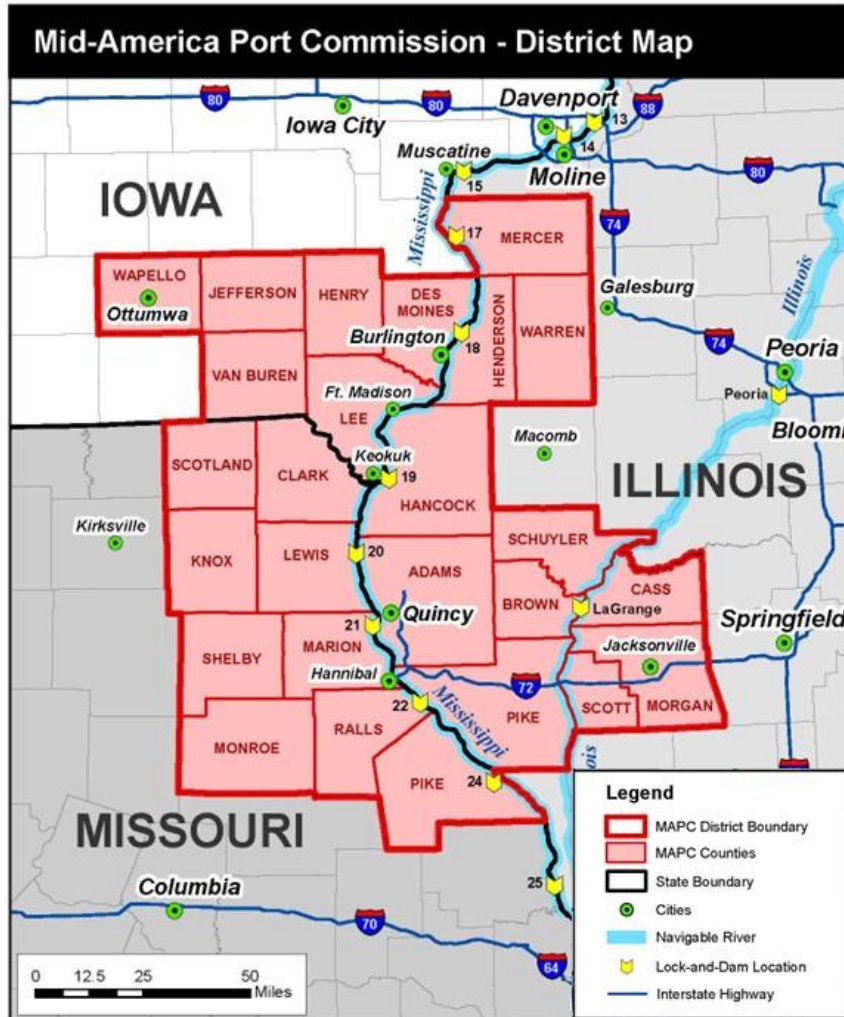 Mid-America Port Commission - District Map
80
80
Davenport
88
13
Iowa City
14
Muscatine
Moline
15
80
IOWA
Mississippi
17
MERCER
74
Illinois
WAPELLO
Ottumwa
JEFFERSON
HENRY
DES
MOINES
HENDERSON
WARREN
Galesburg
Burlington
18
74
Peoria
VAN BUREN
Ft. Madison
Peoria
LEE
Bloomi
SCOTLAND
CLARK
Keokuk
19
Macomb
ILLINOIS
HANCOCK
Kirksville
KNOX
LEWIS
20
SCHUYLER
ADAMS
BROWN
CASS
LaGrange
Quincy
21
Springfield
SHELBY
MARION
Jacksonville
Hannibal
72
22
Mississippi
PIKE
SCOTT
MORGAN
MONROE
RALLS
PIKE
24
ois
MISSOURI
Columbia
25
70
64
0 12.5 25 50
Miles
Legend
MAPC District Boundary
MAPC Counties
State Boundary
Cities
Navigable River
Lock-and-Dam Location
Interstate Highway